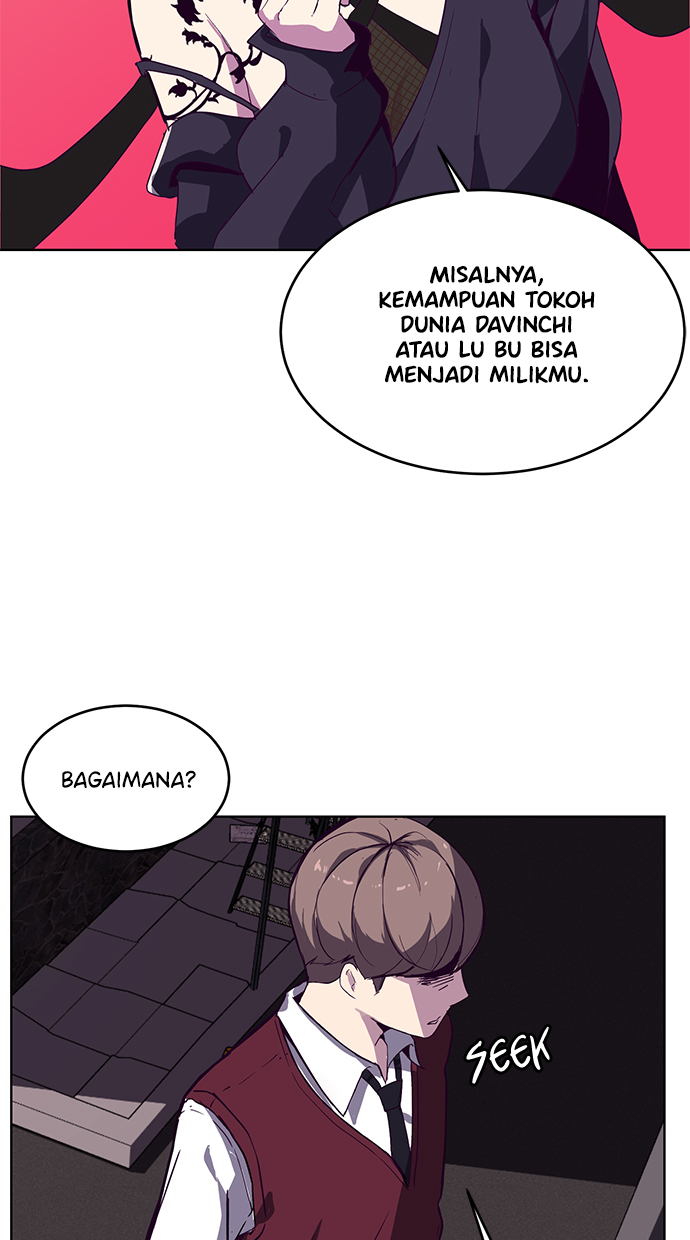 MISALNYA,
KEMAMPUAN TOKOH
DUNIA DAVINCHI
ATAU LU BU BISA
MENJADI MILIKMU.
BAGAIMANA?
SEEK